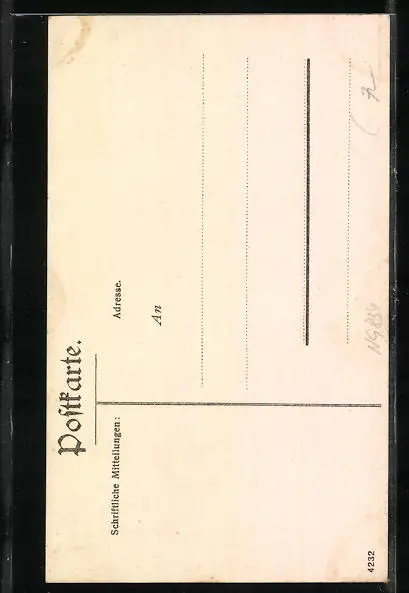 Postkarte.
Schriftliche Mitteilungen:
Adresse.
An
4232